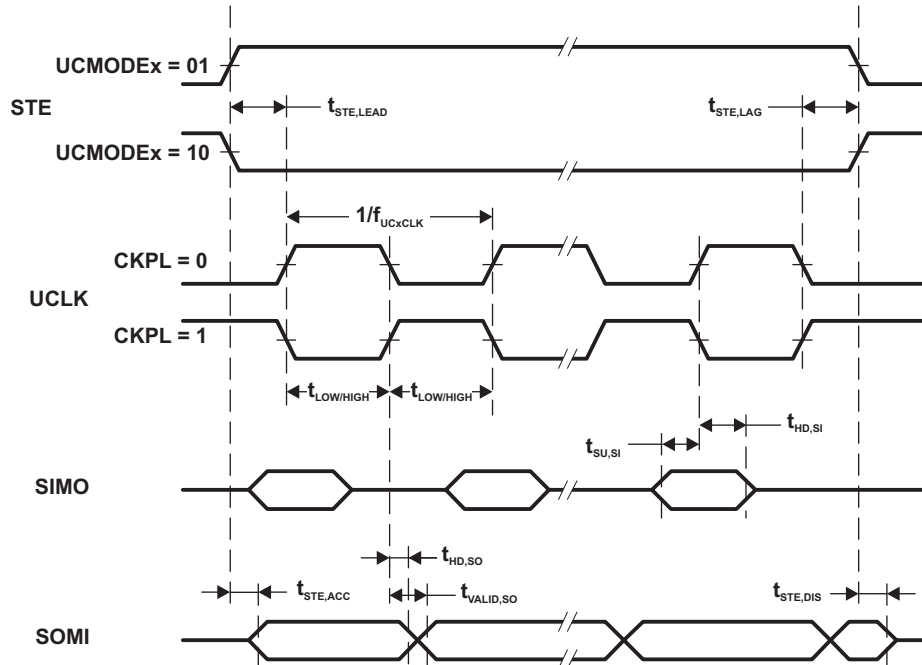 UCMODEx = 01
STE
tSTE,LEAD
tSTE,LAG
UCMODEx = 10
1/fUCxCLK
CKPL = 0
UCLK
CKPL = 1
tLOW/HIGH tLOW/HIGH
tSU,SI
tHD,SI
SIMO
tHD,SO
tSTE,ACC
tVALID,SO
tSTE,DIS
SOMI